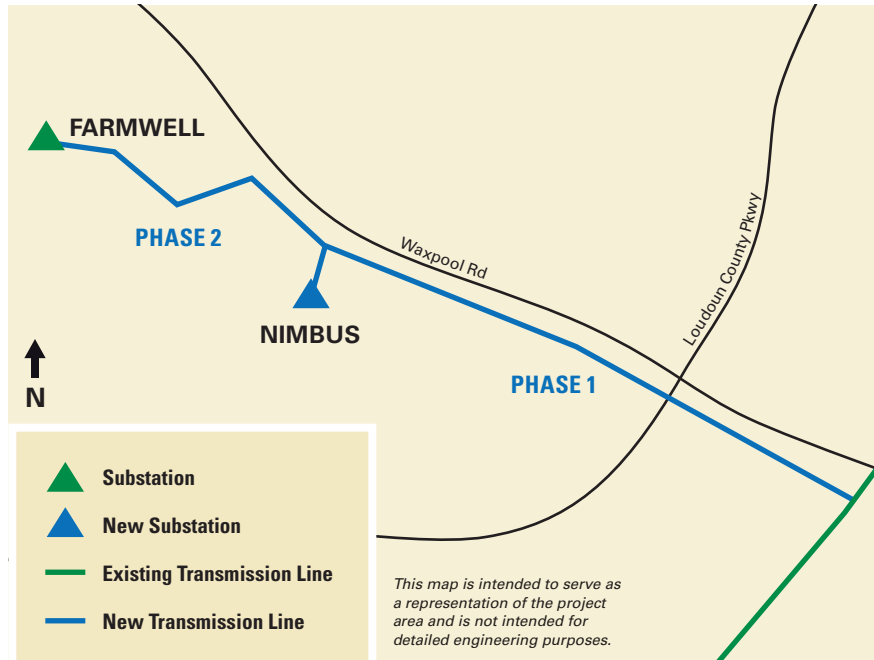 FARMWELL
PHASE 2
Waxpool Rd
Loudoun County Pkwy
NIMBUS
N
PHASE 1
Substation
New Substation
Existing Transmission Line
New Transmission Line
This map is intended to serve as
a representation of the project
area and is not intended for
detailed engineering purposes.